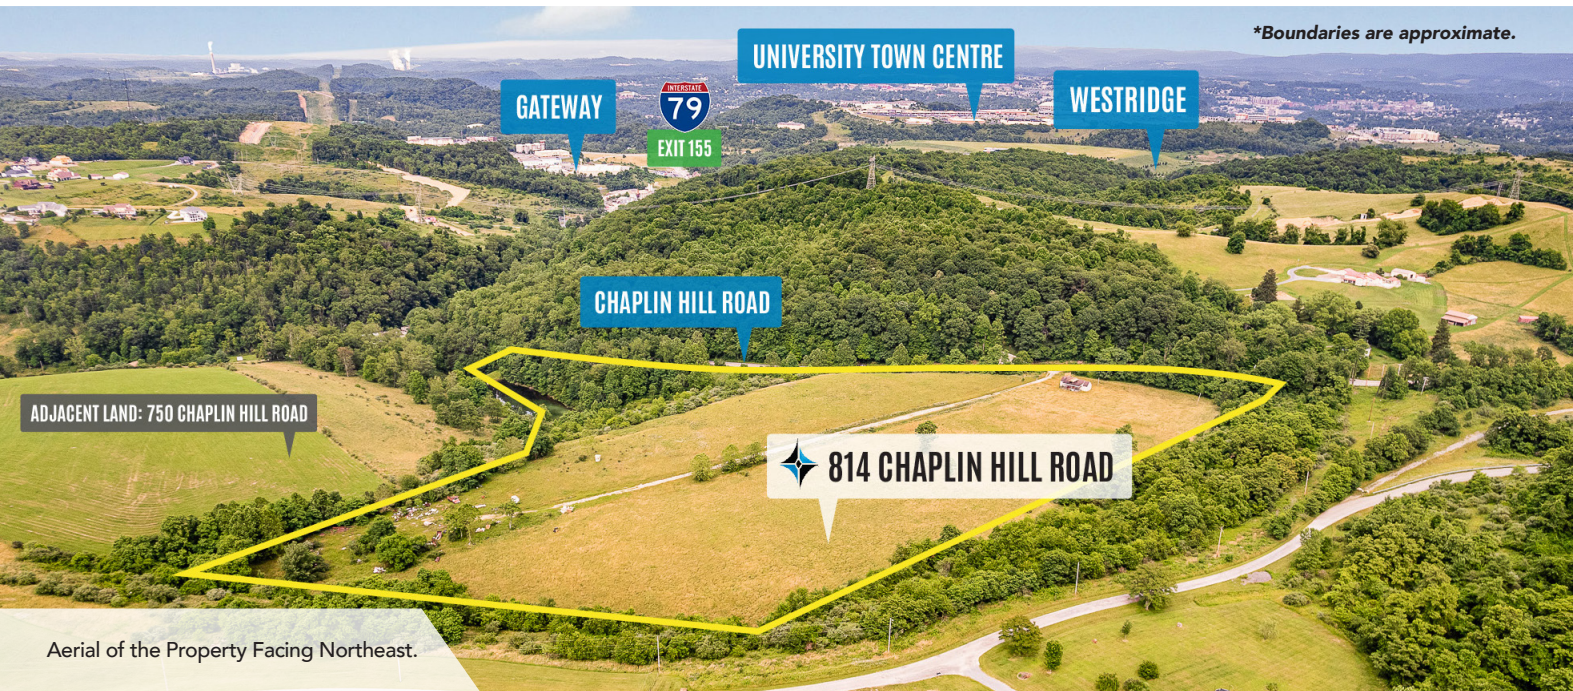 *Boundaries are approximate.
UNIVERSITY TOWN CENTRE
GATEWAY
INTERSTATE
79
EXIT 155
WESTRIDGE
CHAPLIN HILL ROAD
ADJACENT LAND: 750 CHAPLIN HILL ROAD
814 CHAPLIN HILL ROAD
Aerial of the Property Facing Northeast.